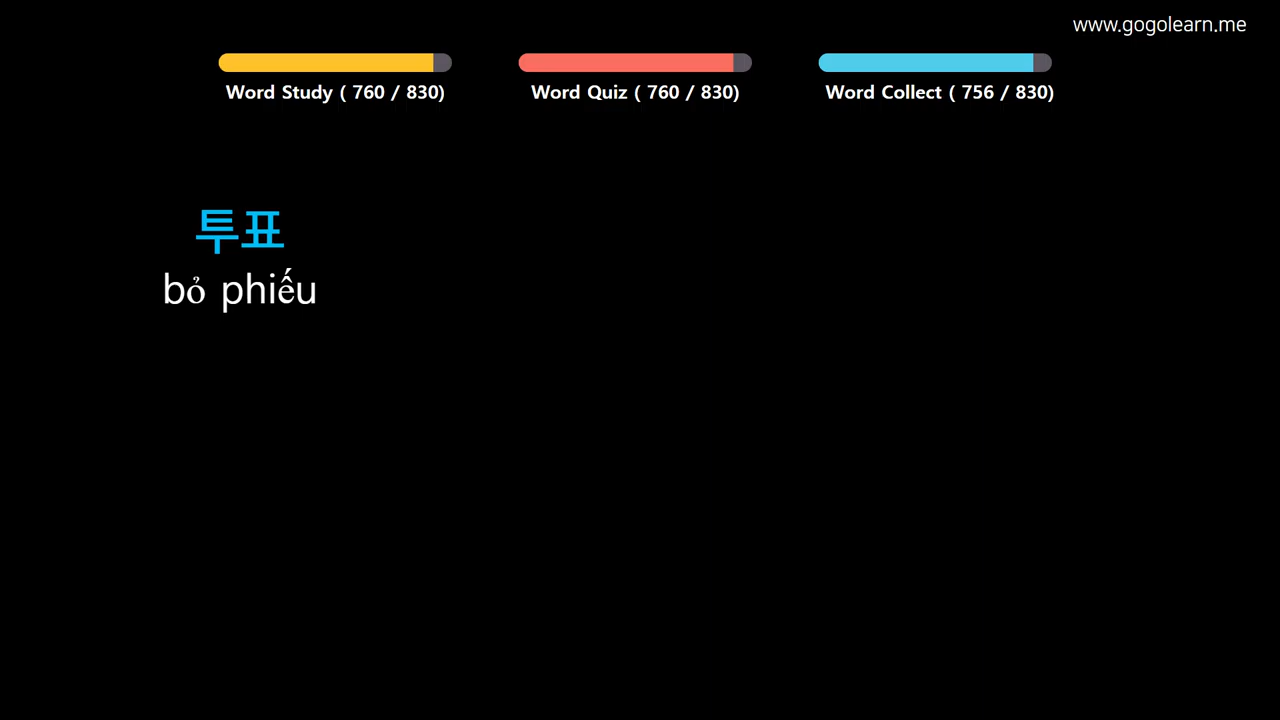 www.gogolearn.me
Word Study ( 760 / 830)
Word Quiz ( 760 / 830)
Word Collect ( 756 / 830)
투표
bỏ phiếu